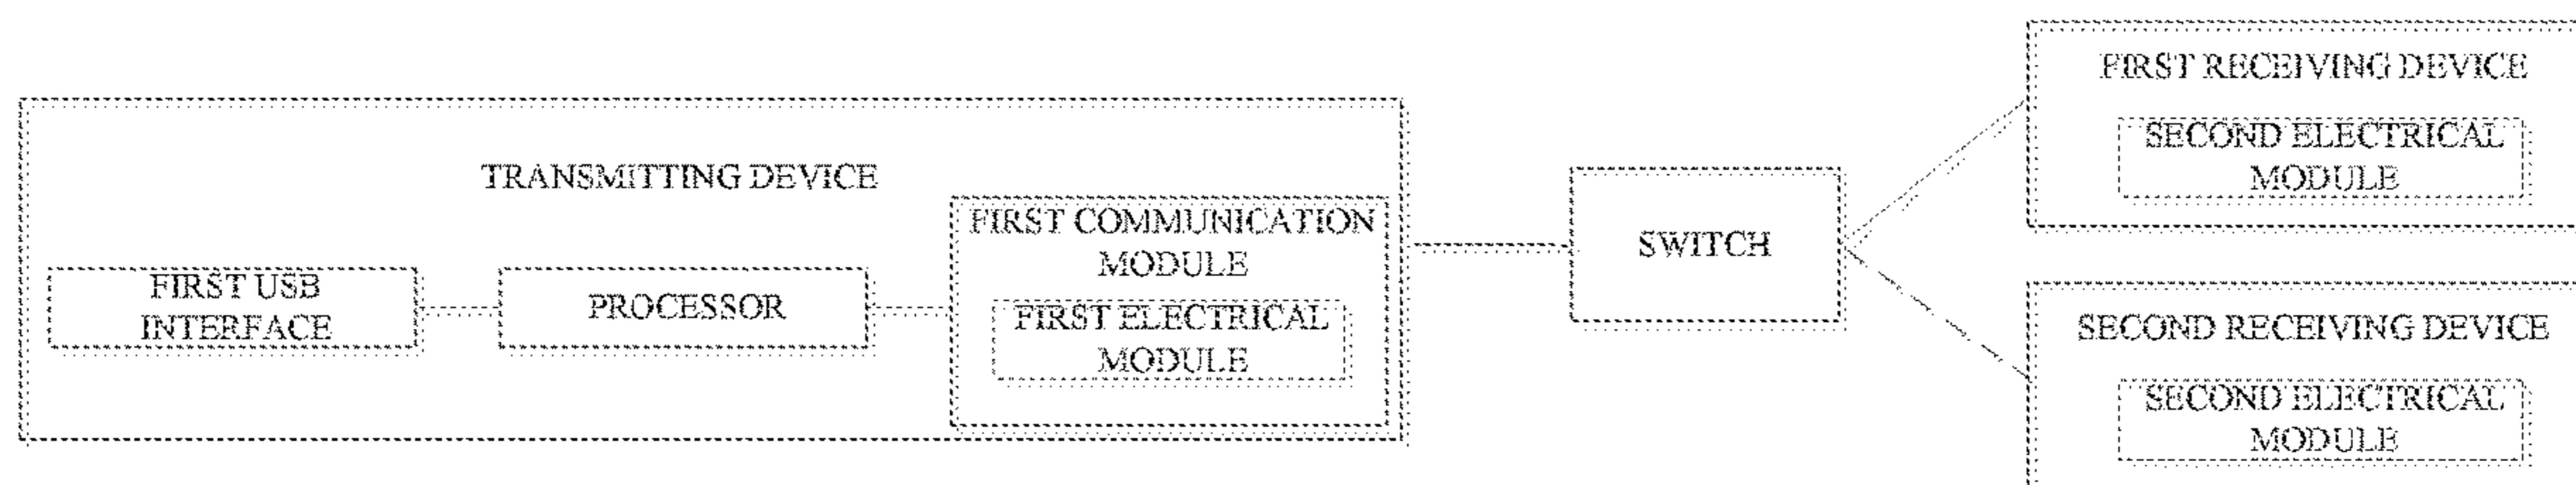 TRANSMITTING DEVICE
FIRST USB
INTERFACE
PROCESSOR
FIRST COMMUNICATION
MODULE
FIRST ELECTRICAL
MODULE
SWITCH
FIRST RECEIVING DEVICE
SECOND ELECTRICAL
MODULE
SECOND RECEIVING DEVICE
SECOND ELECTRICAL
MODULE